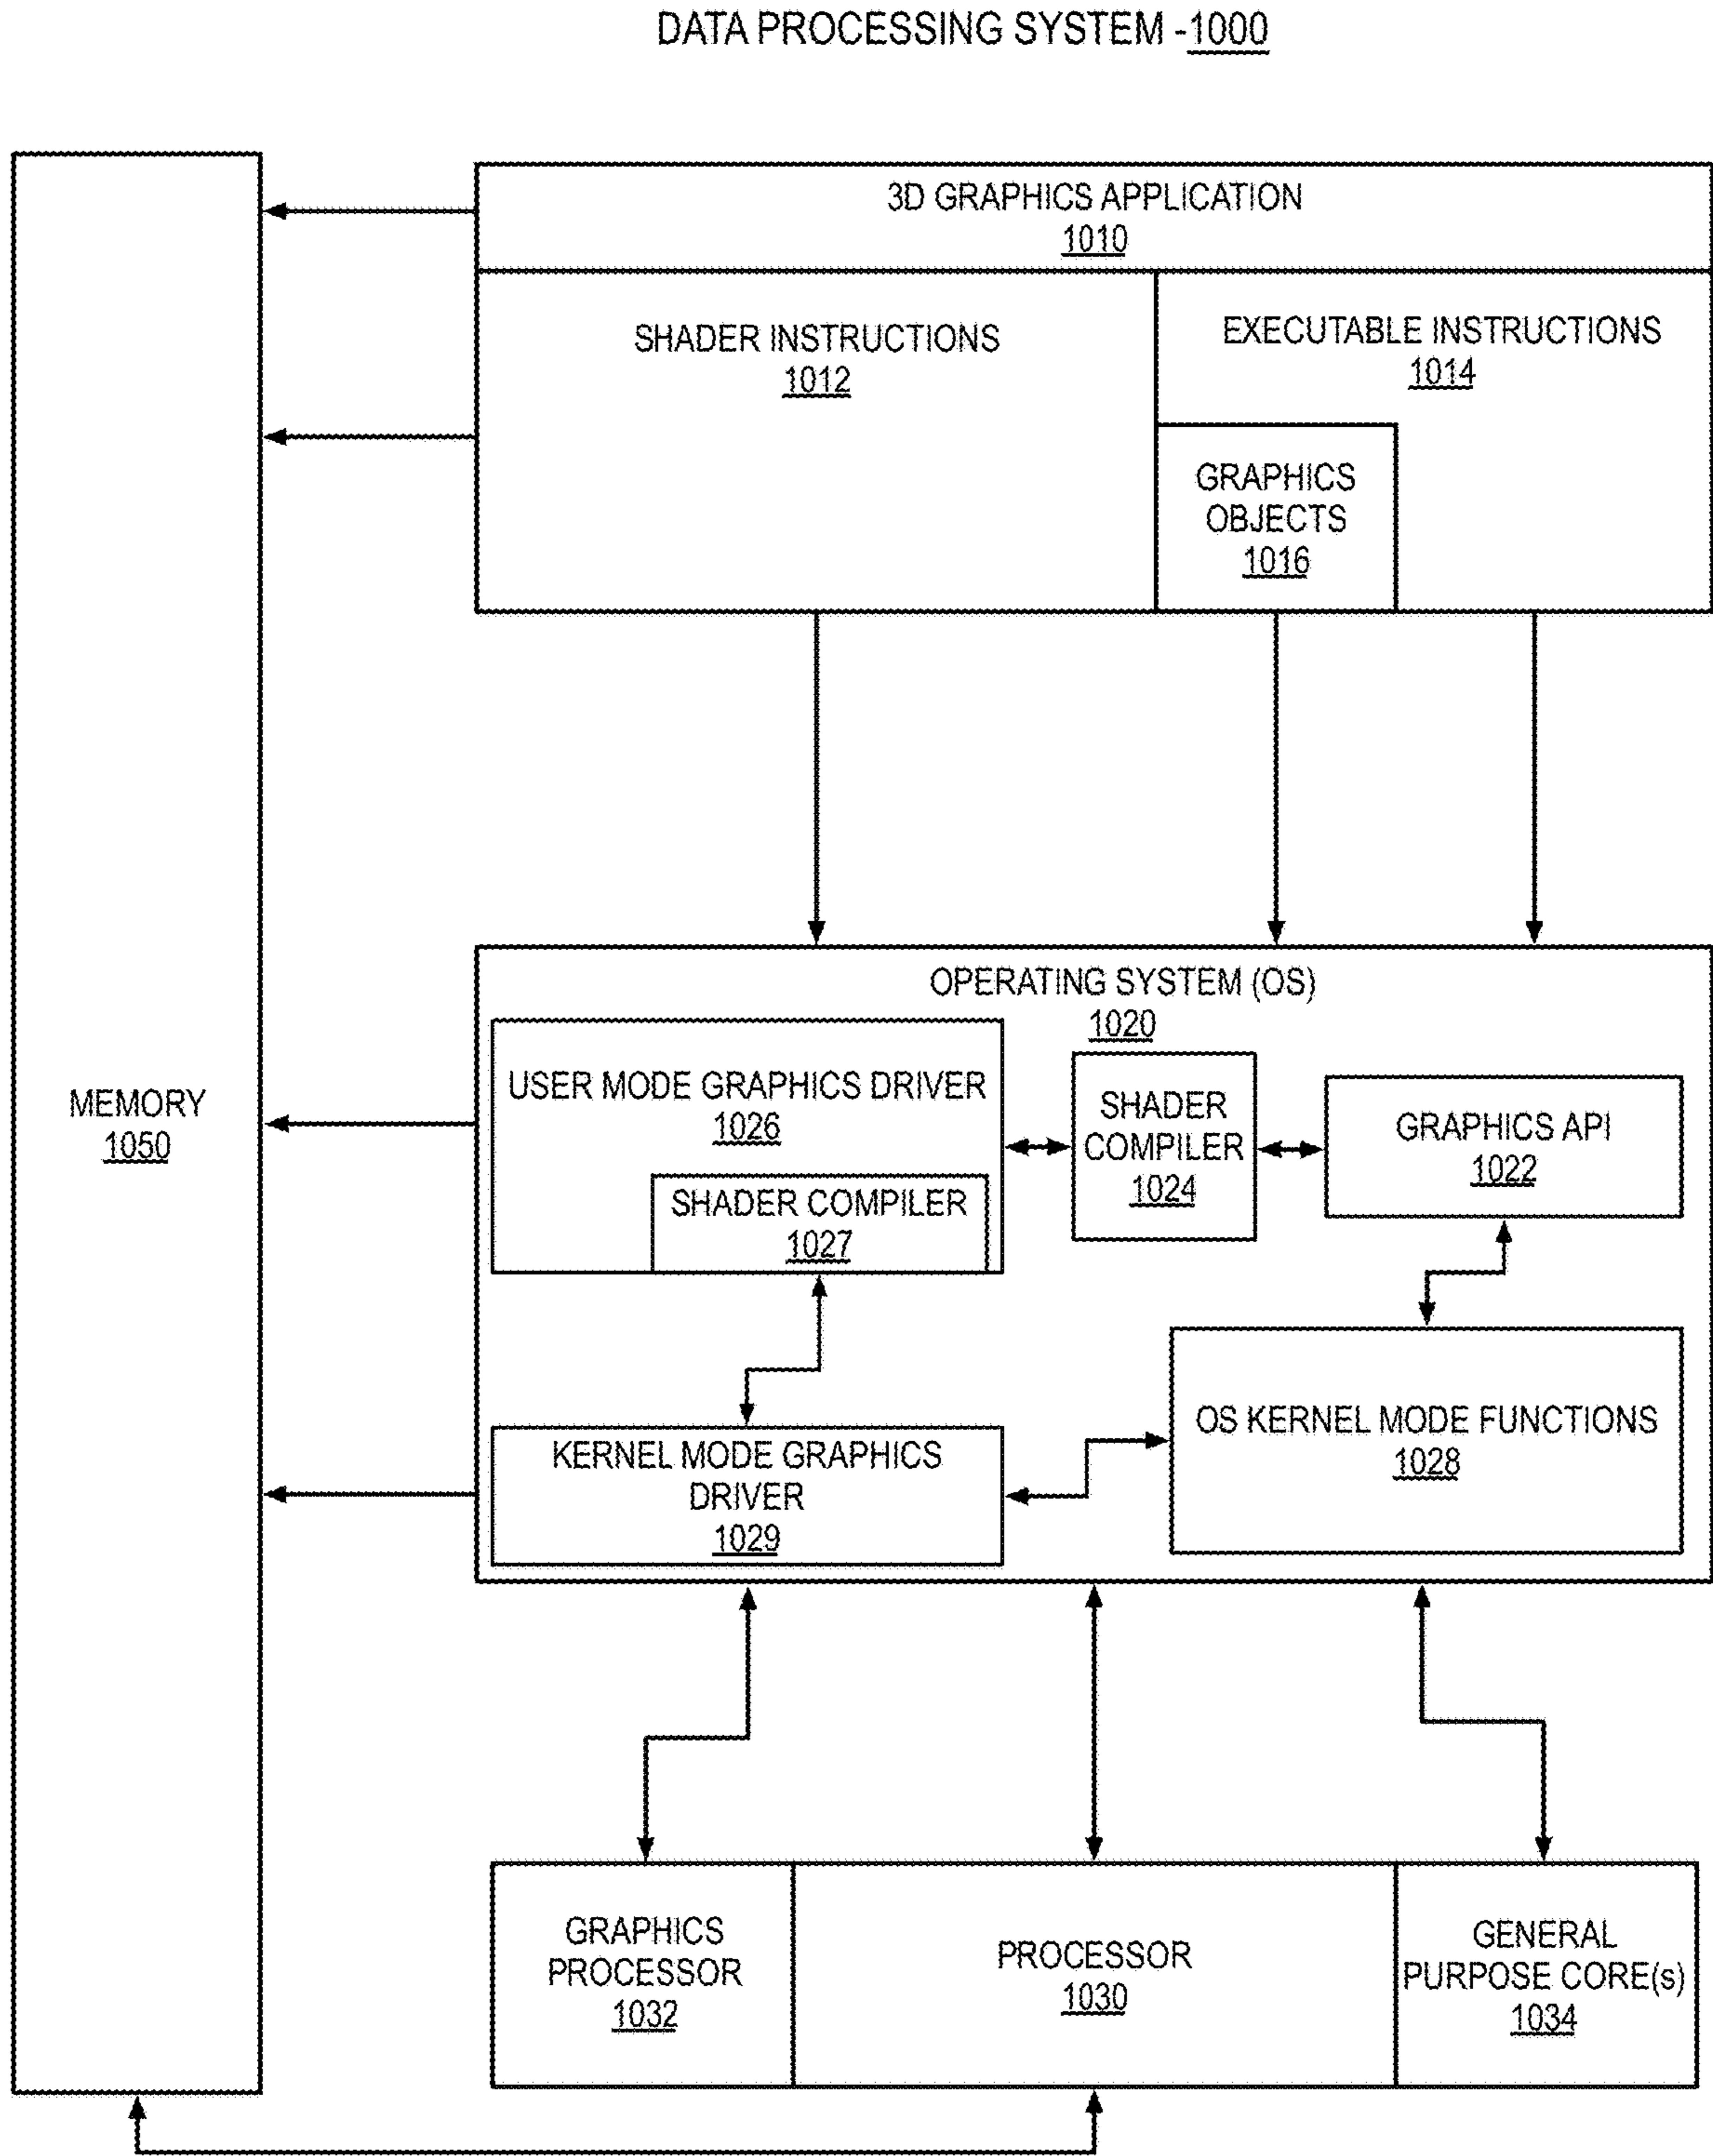 DATA PROCESSING SYSTEM -1000
3D GRAPHICS APPLICATION
1010
SHADER INSTRUCTIONS
1012
EXECUTABLE INSTRUCTIONS
1014
GRAPHICS
OBJECTS
1016
MEMORY
1050
OPERATING SYSTEM (OS)
1020
USER MODE GRAPHICS DRIVER
1026
SHADER COMPILER
1027
SHADER
COMPILER
1024
GRAPHICS API
1022
KERNEL MODE GRAPHICS
DRIVER
1029
OS KERNEL MODE FUNCTIONS
1028
GRAPHICS
PROCESSOR
1032
PROCESSOR
1030
GENERAL
PURPOSE CORE(s)
1034